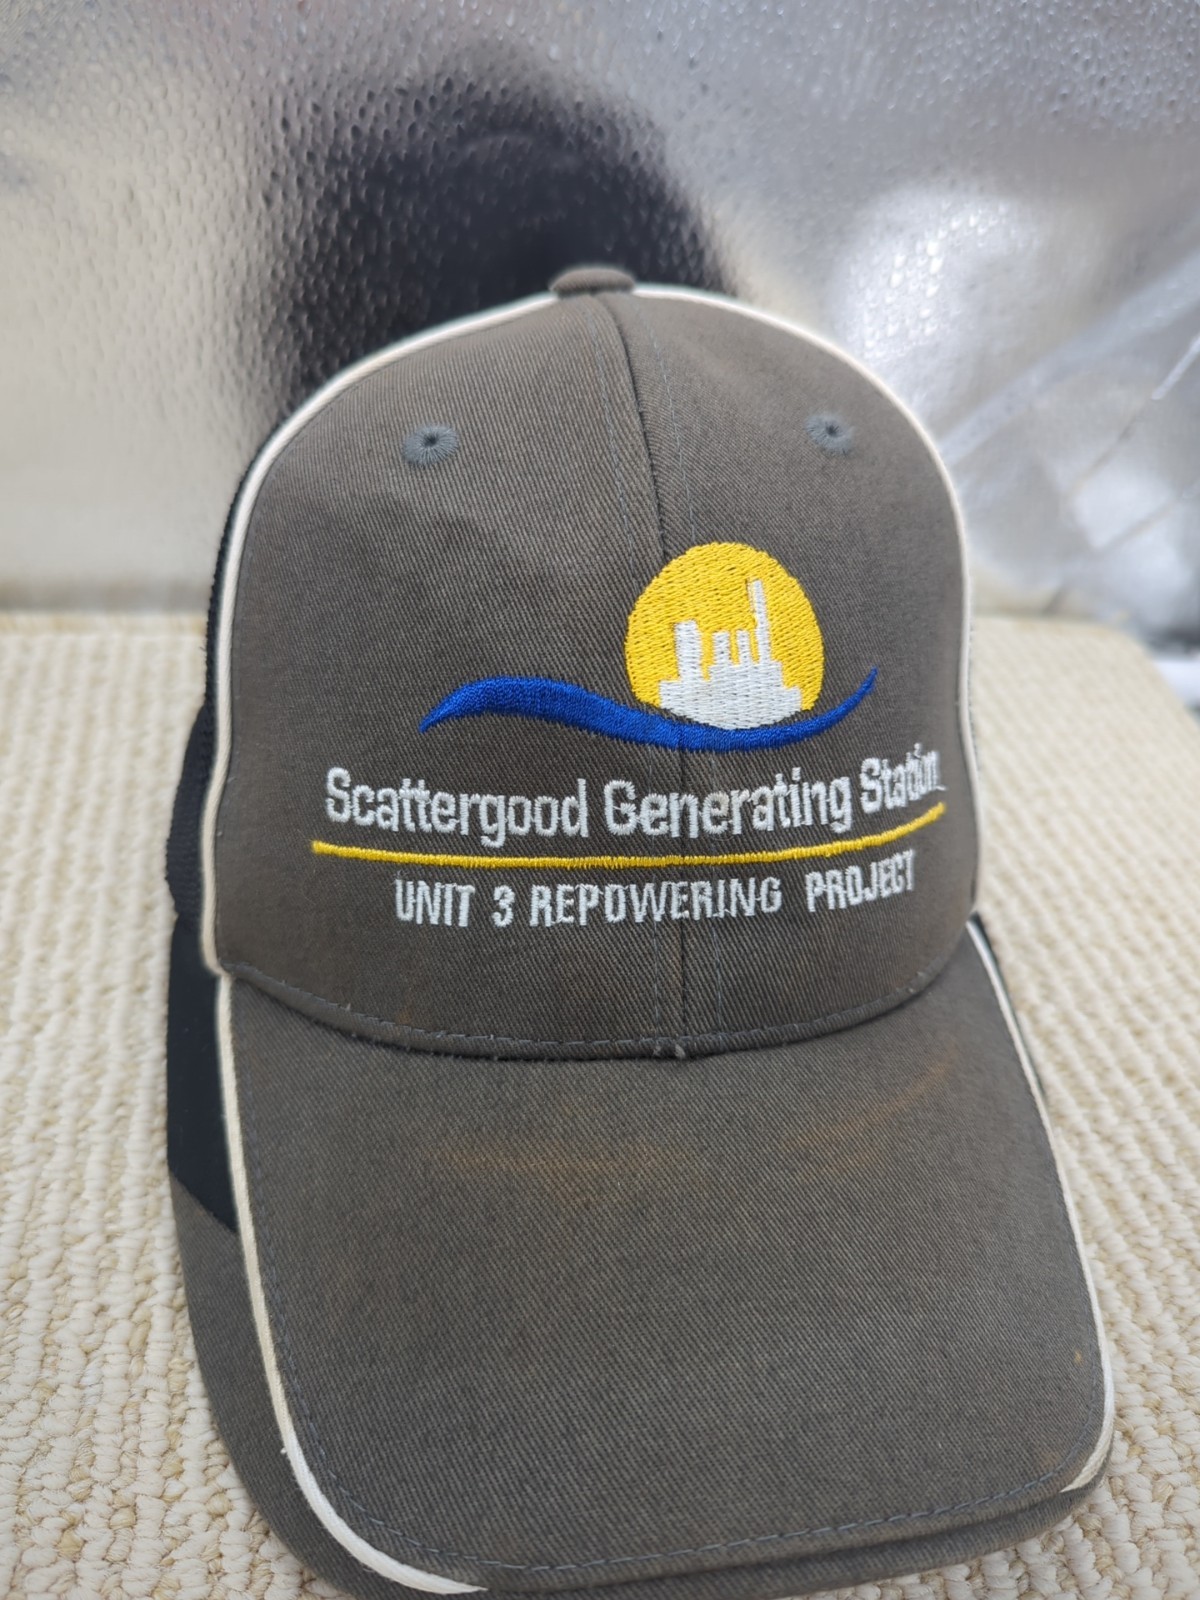 Scattergood Generating Station
UNIT 3 REPOWERING PROJECT